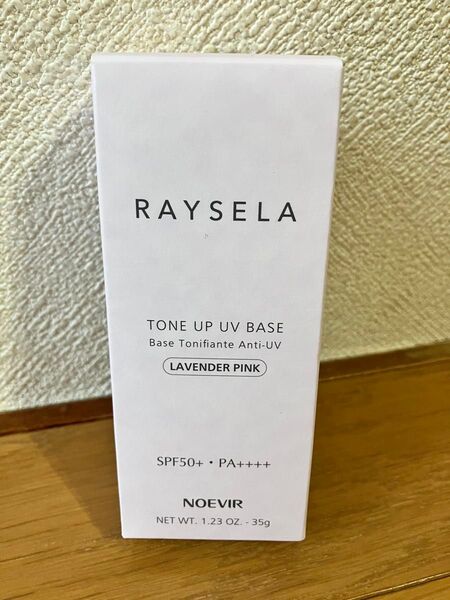 RAYSELA
TONE UP UV BASE
Base Tonifiante Anti-UV
LAVENDER PINK
SPF50+・PA++++
NOEVIR
NET WT. 1.23 OZ. - 35g